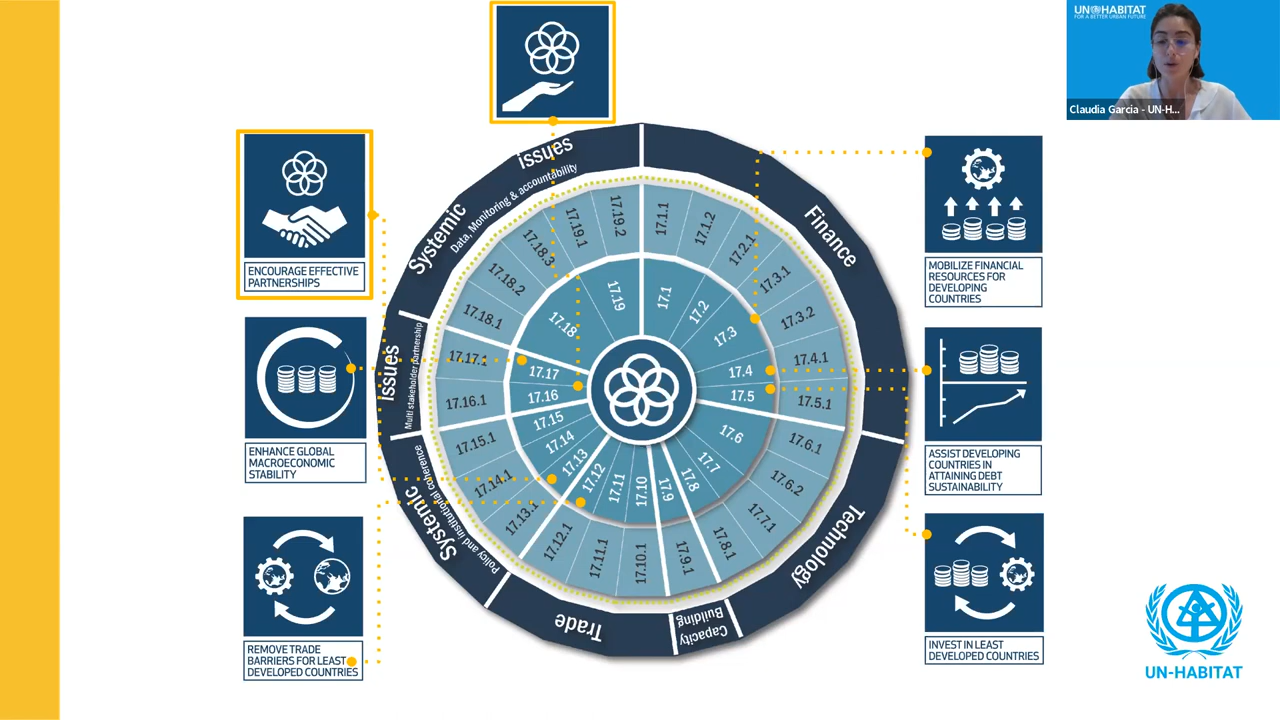 UN HABITAT
FOR A BETTER URBAN FUTURE
Claudia Garcia - UN-H...
ENCOURAGE EFFECTIVE
PARTNERSHIPS
ENHANCE GLOBAL
MACROECONOMIC
STABILITY
REMOVE TRADE
BARRIERS FOR LEAST
DEVELOPED COUNTRIES
Systemic issues
Data, Monitoring & accountability
Finance
Technology
Capacity
Building
Trade
Systemic issues
Policy and institutional coherence
Multi stakeholder partnership
17.1.1
17.1.2
17.2.1
17.3.1
17.3.2
17.4.1
17.5.1
17.6.1
17.6.2
17.7.1
17.8.1
17.9.1
17.10.1
17.11.1
17.12.1
17.13.1
17.14.1
17.15.1
17.16.1
17.17.1
17.18.1
17.18.2
17.18.3
17.19.1
17.19.2
17.1
17.2
17.3
17.4
17.5
17.6
17.7
17.8
17.9
17.10
17.11
17.12
17.13
17.14
17.15
17.16
17.17
17.18
17.19
MOBILIZE FINANCIAL
RESOURCES FOR
DEVELOPING
COUNTRIES
ASSIST DEVELOPING
COUNTRIES IN
ATTAINING DEBT
SUSTAINABILITY
INVEST IN LEAST
DEVELOPED COUNTRIES
UN-HABITAT